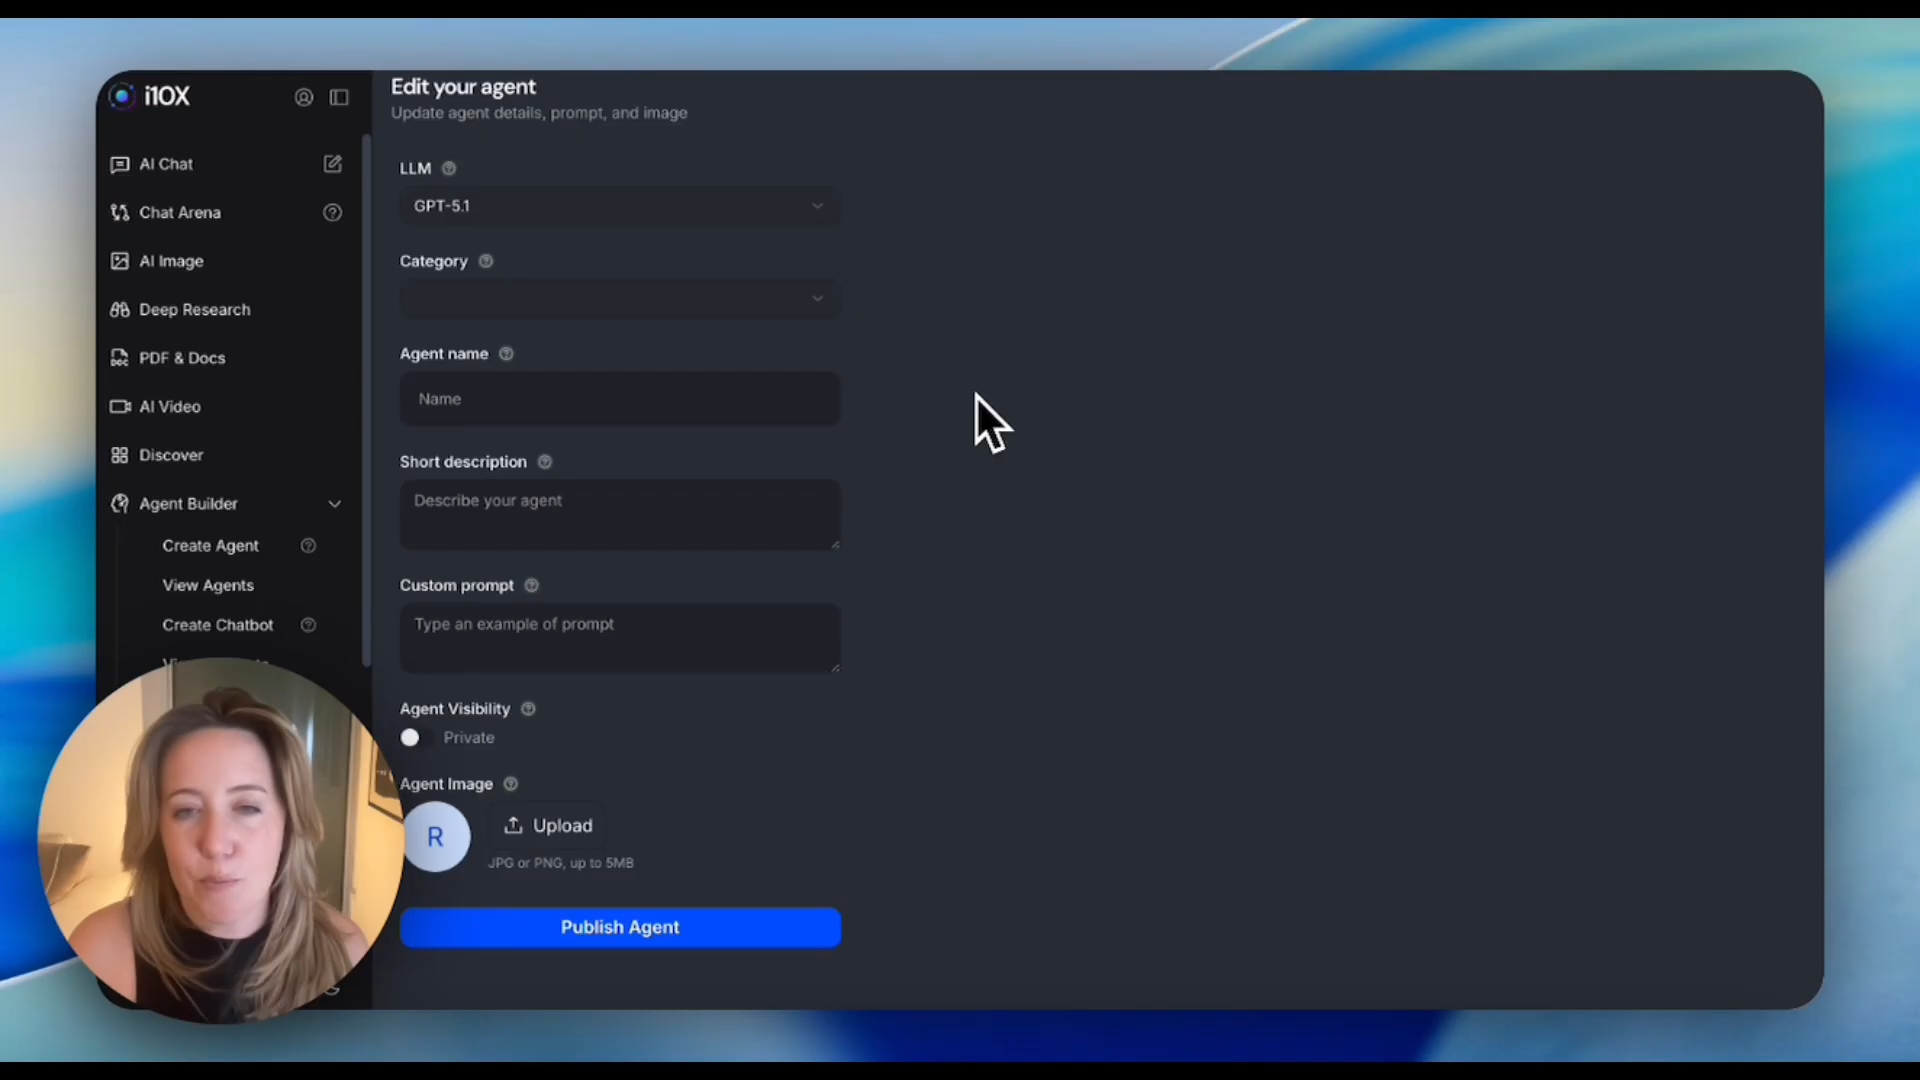 i10X
AI Chat
Chat Arena
AI Image
Deep Research
PDF & Docs
AI Video
Discover
Agent Builder
Create Agent
View Agents
Create Chatbot
Edit your agent
Update agent details, prompt, and image
LLM
GPT-5.1
Category
Agent name
Name
Short description
Describe your agent
Custom prompt
Type an example of prompt
Agent Visibility
Private
Agent Image
R
Upload
JPG or PNG, up to 5MB
Publish Agent